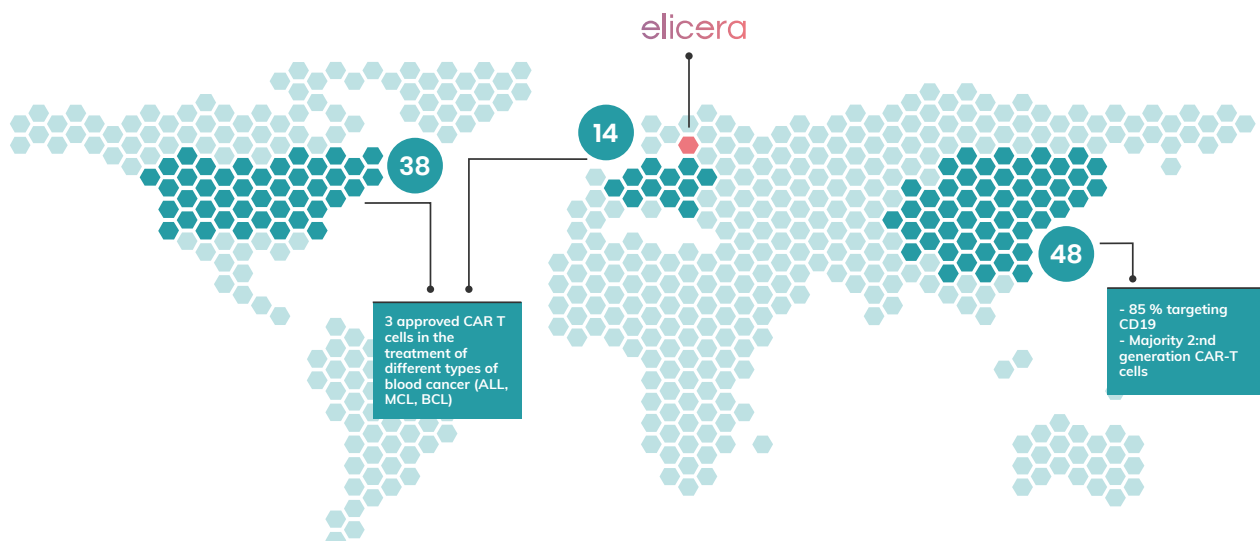 elicera
14
38
48
3 approved CAR T
cells in the
treatment of
different types of
blood cancer (ALL,
MCL, BCL)
- 85 % targeting
CD19
- Majority 2:nd
generation CAR-T
cells